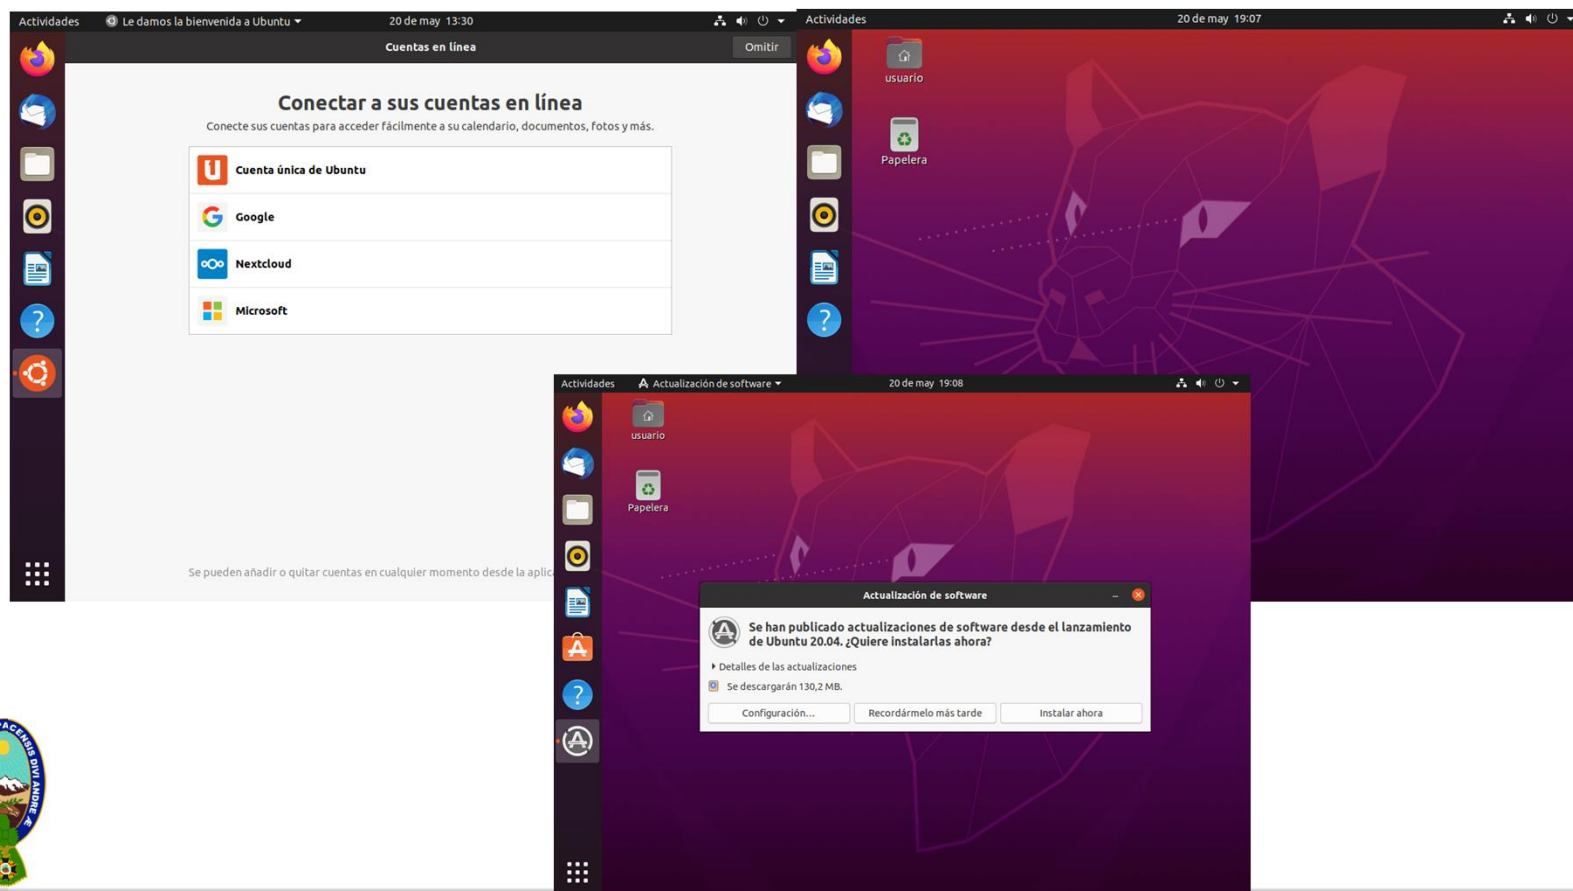 Actividades
Le damos la bienvenida a Ubuntu
20 de may 13:30
Cuentas en línea
Omitir
Conectar a sus cuentas en línea
Conecte sus cuentas para acceder fácilmente a su calendario, documentos, fotos y más.
Cuenta única de Ubuntu
Google
Nextcloud
Microsoft
Se pueden añadir o quitar cuentas en cualquier momento desde la
Actividades
20 de may 19:07
usuario
Papelera
Actividades
Actualización de software
20 de may 19:08
usuario
Papelera
Actualización de software
Se han publicado actualizaciones de software desde el lanzamiento
de Ubuntu 20.04. ¿Quiere instalarlas ahora?
Detalles de las actualizaciones
Se descargarán 130,2 MB.
Configuración...
Recordármelo más tarde
Instalar ahora
PACENSIS DIVI ANDRE Æ